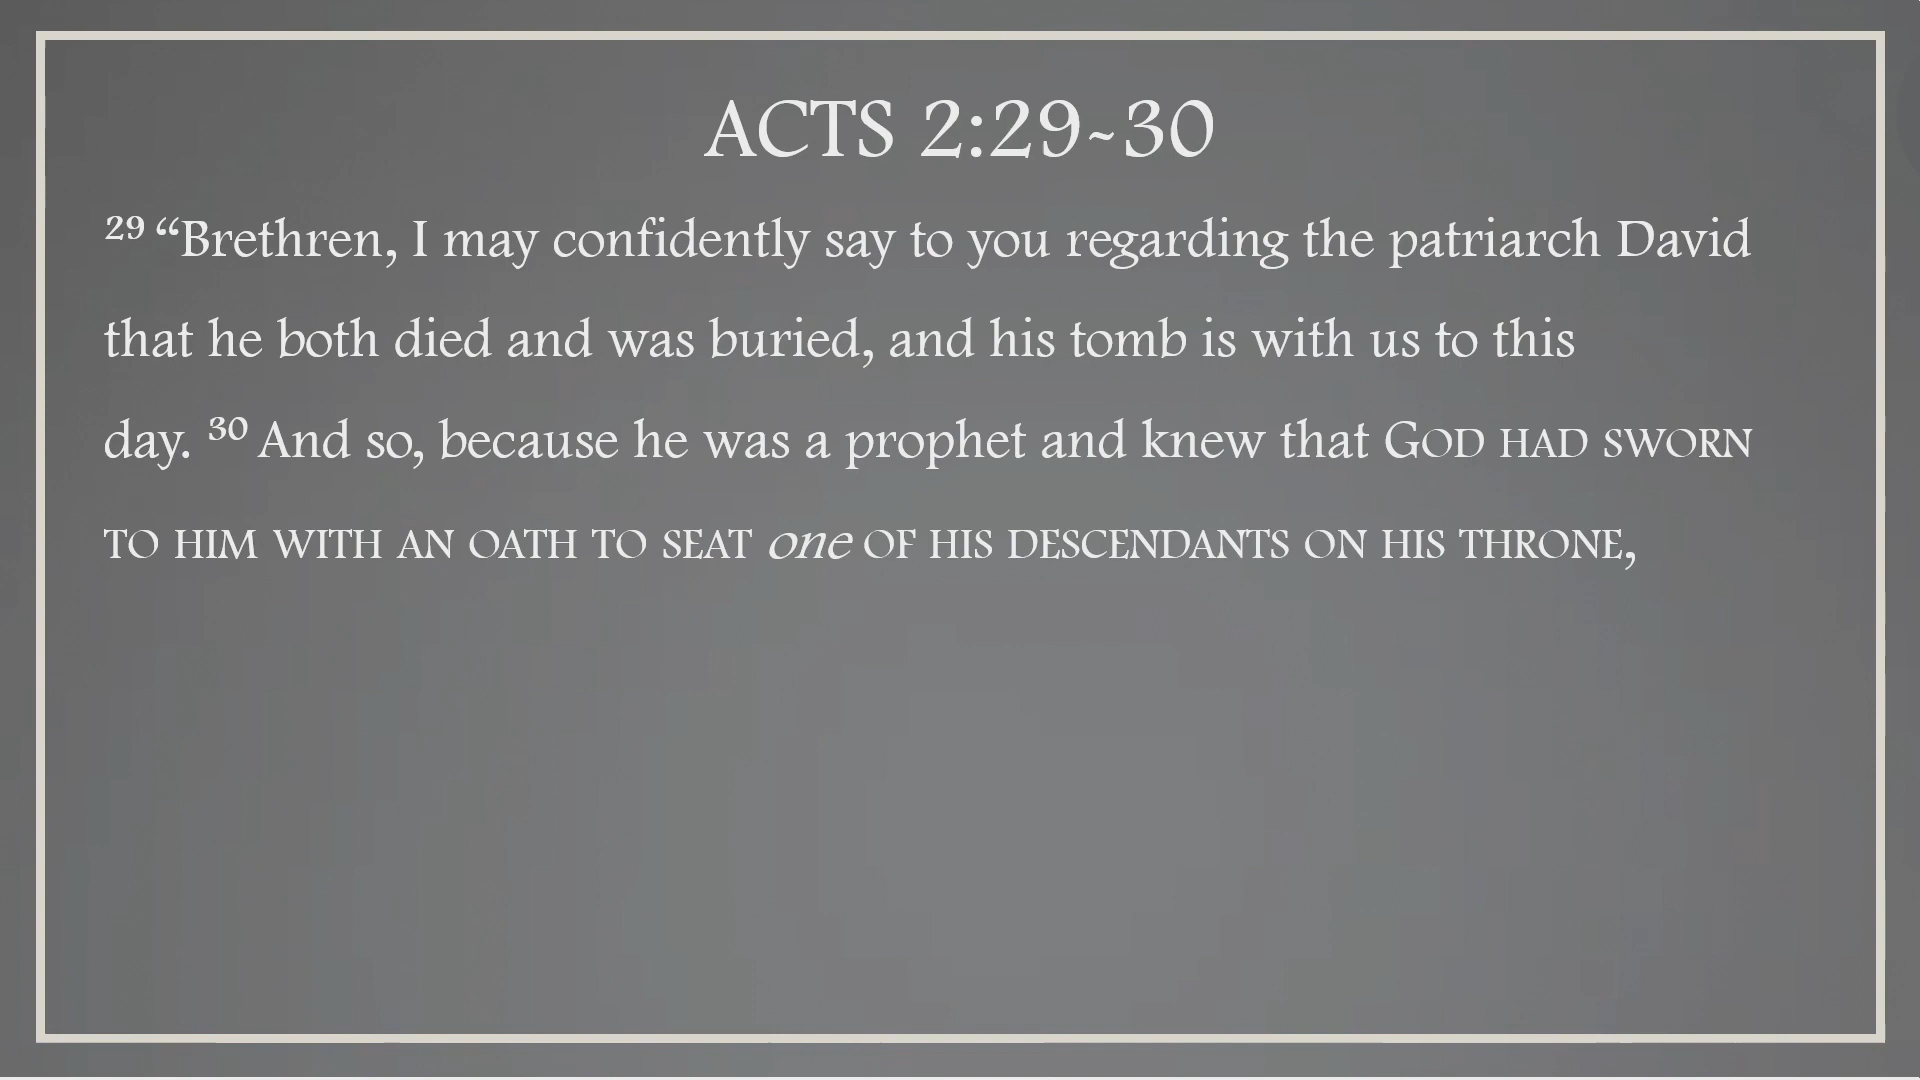 ACTS 2:29-30
29 “Brethren, I may confidently say to you regarding the patriarch David
that he both died and was buried, and his tomb is with us to this
day. 30 And so, because he was a prophet and knew that GOD HAD SWORN
TO HIM WITH AN OATH TO SEAT one OF HIS DESCENDANTS ON HIS THRONE,